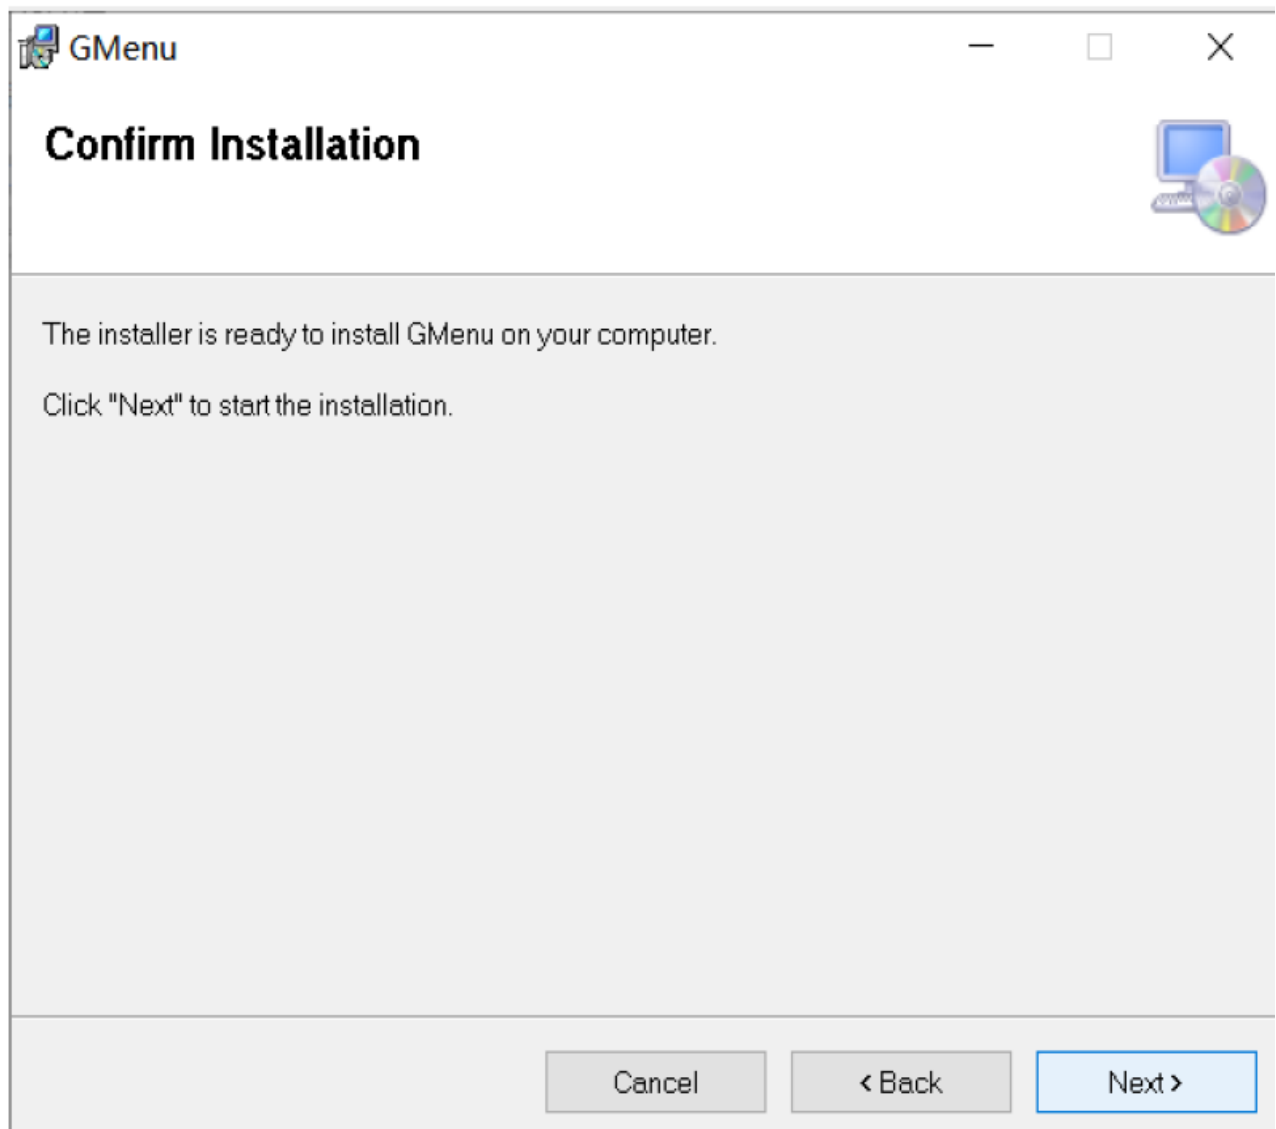 GMenu
Confirm Installation
The installer is ready to install GMenu on your computer.
Click "Next" to start the installation.
Cancel
< Back
Next >